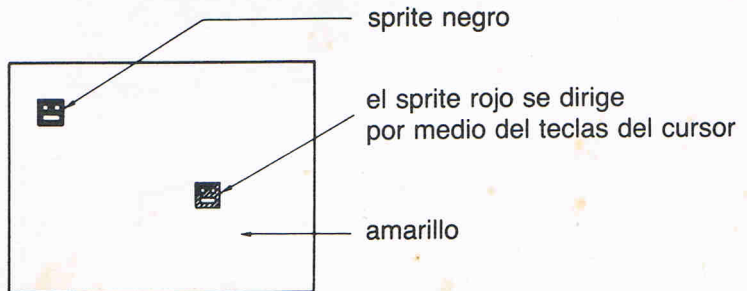 sprite negro
el sprite rojo se dirige
por medio del teclas del cursor
amarillo